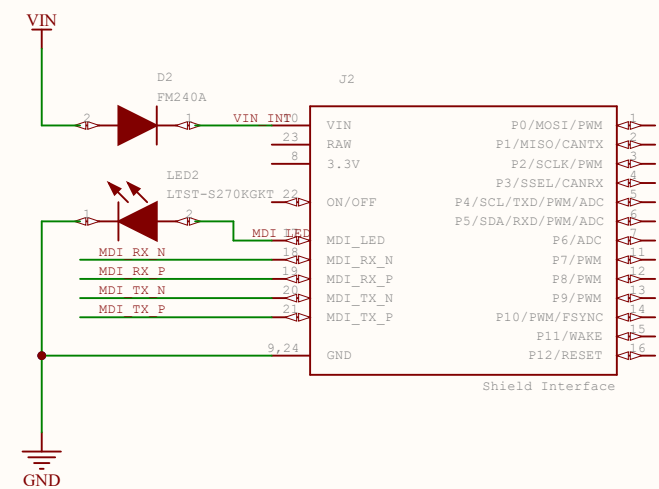 VIN
D2
FM240A
2
1
VIN INT
10
J2
VIN
P0/MOSI/PWM
1
23
RAW
P1/MISO/CANTX
2
8
3.3V
P2/SCLK/PWM
3
P3/SSEL/CANRX
4
LED2
LTST-S270KGKT
22
ON/OFF
P4/SCL/TXD/PWM/ADC
5
1
2
P5/SDA/RXD/PWM/ADC
6
MDI LED
17
MDI_LED
P6/ADC
7
MDI RX N
18
MDI_RX_N
P7/PWM
11
MDI RX P
19
MDI_RX_P
P8/PWM
12
MDI TX N
20
MDI_TX_N
P9/PWM
13
MDI TX P
21
MDI_TX_P
P10/PWM/FSYNC
14
P11/WAKE
15
9,24
GND
P12/RESET
16
Shield Interface
GND